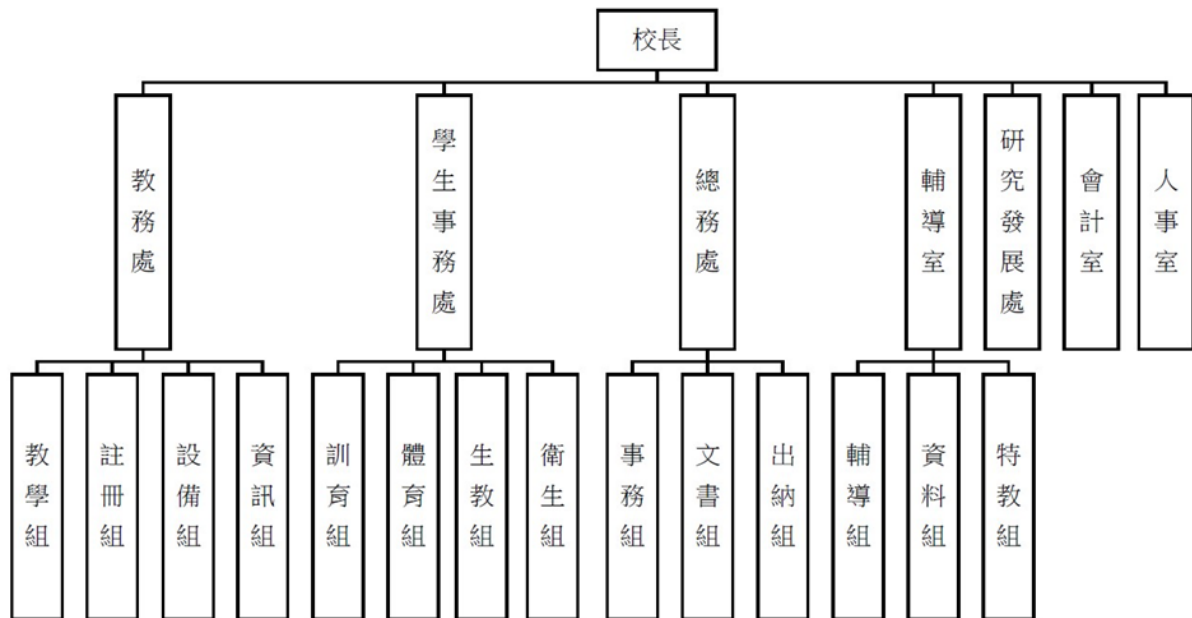 校長
教務處
學生事務處
總務處
輔導室
研究發展處
會計室
人事室
教學組
註冊組
設備組
資訊組
訓育組
體育組
生教組
衛生組
事務組
文書組
出納組
輔導組
資料組
特教組